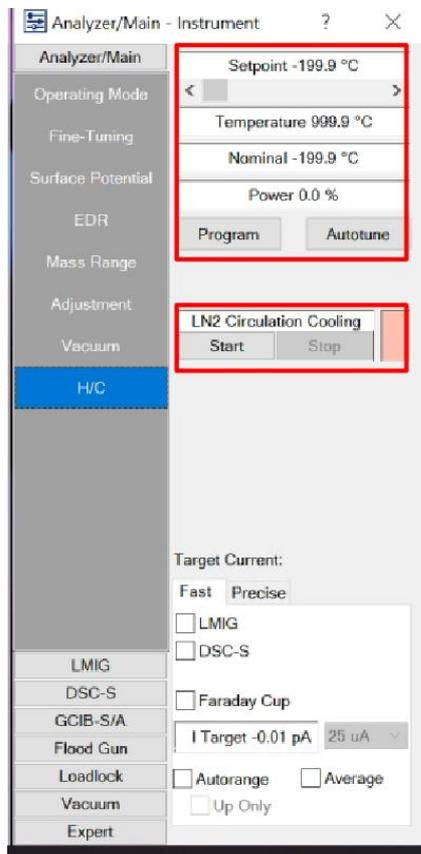 Analyzer/Main - Instrument ? ×
Analyzer/Main
Operating Mode
Fine-Tuning
Surface Potential
EDR
Mass Range
Adjustment
Vacuum
H/C
LMIG
DSC-S
GCIB-S/A
Flood Gun
Loadlock
Vacuum
Expert
Setpoint -199.9 °C
< >
Temperature 999.9 °C
Nominal -199.9 °C
Power 0.0 %
Program Autotune
LN2 Circulation Cooling
Start Stop
Target Current:
Fast Precise
LMIG
DSC-S
Faraday Cup
I Target -0.01 pA 25 uA
Autorange Average
Up Only